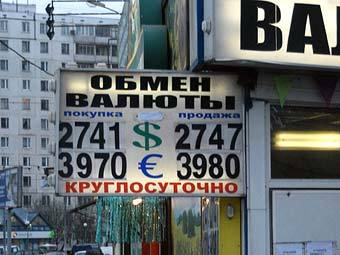 ОБМЕН
ВАЛЮТЫ
покупка продажа
2741 $ 2747
3970 € 3980
КРУГЛОСУТОЧНО
ВАЛ